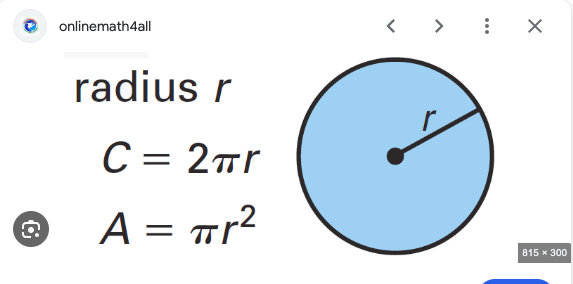 onlinemath4all
radius r
C = 2πr
A = πr²
r
815 × 300